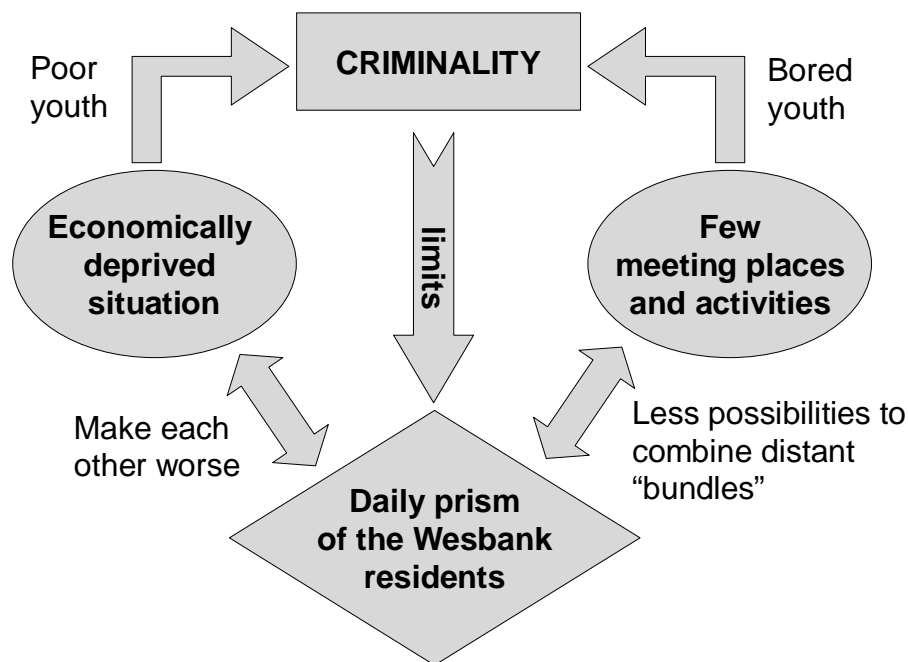 Poor
youth
CRIMINALITY
Bored
youth
Economically
deprived
situation
limits
Few
meeting places
and activities
Make each
other worse
Less possibilities to
combine distant
“bundles”
Daily prism
of the Wesbank
residents